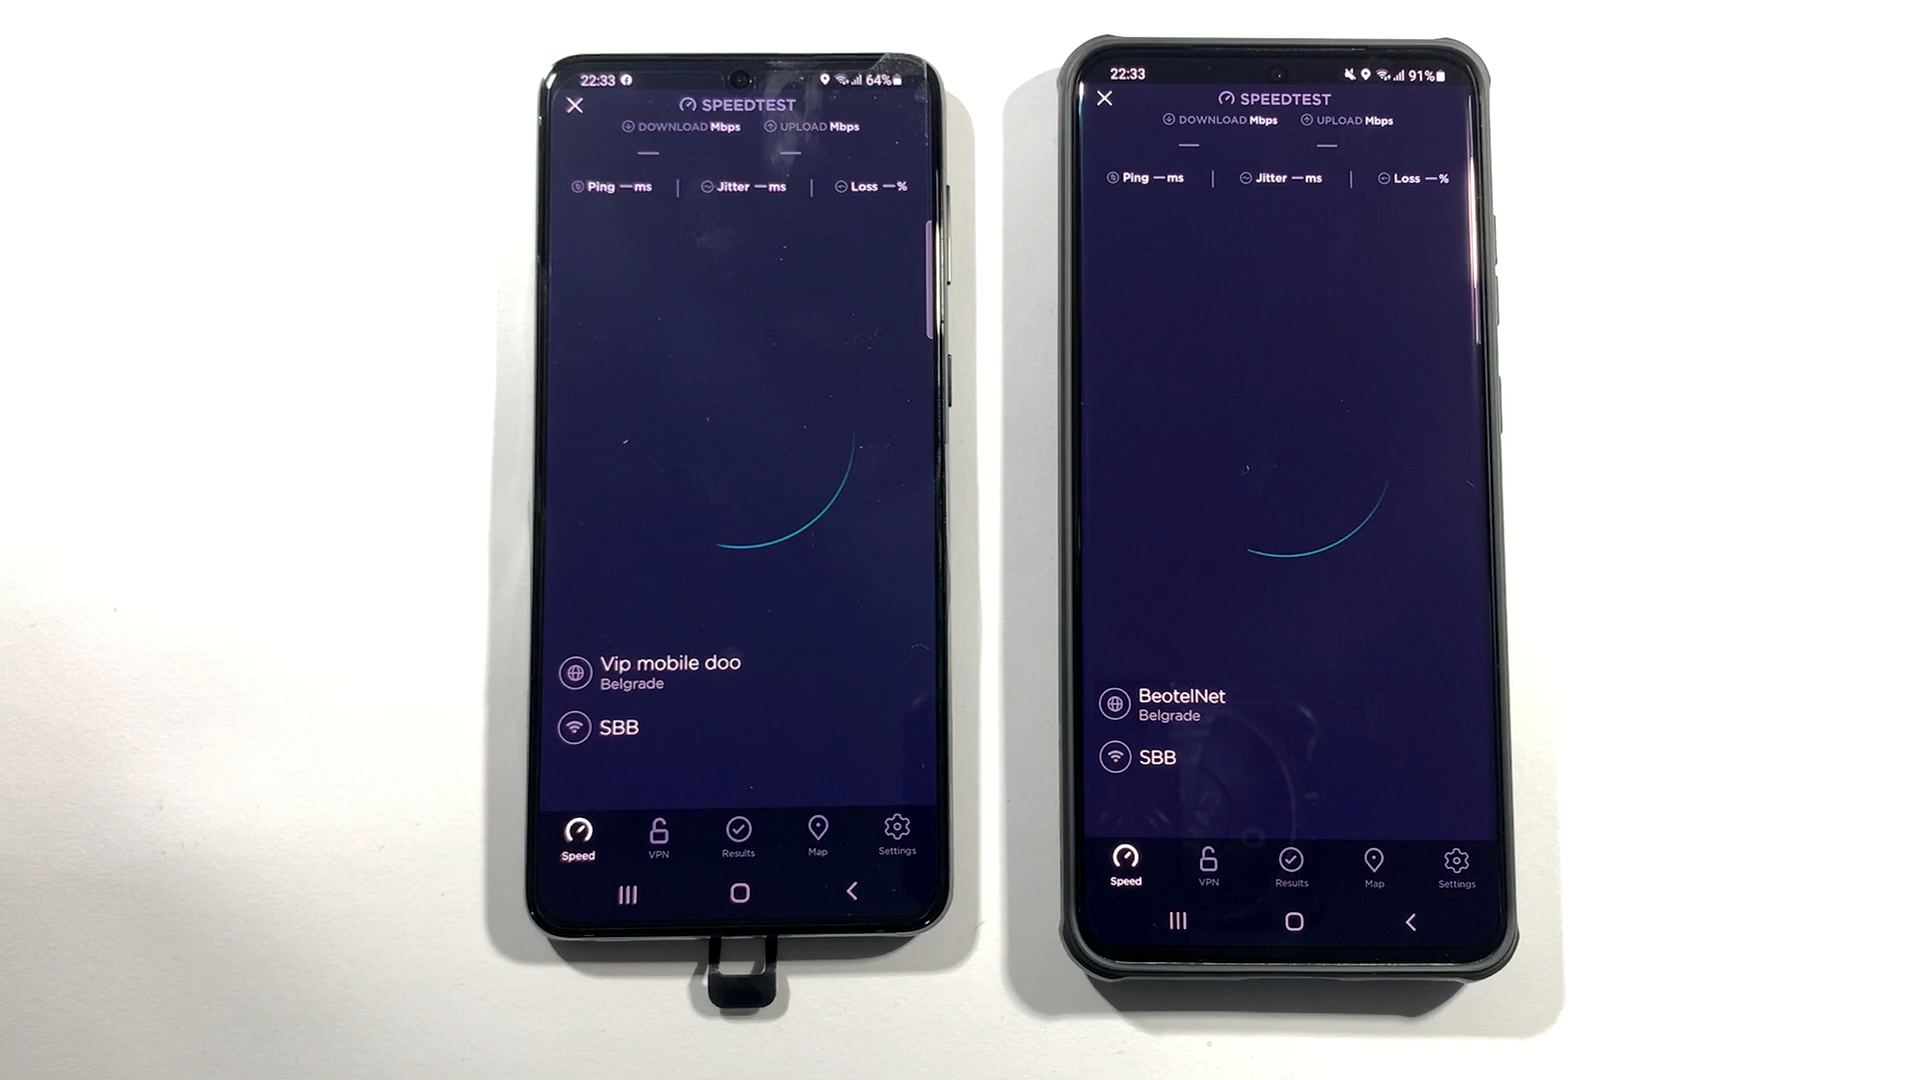 22:33 64%
SPEEDTEST
DOWNLOAD Mbps UPLOAD Mbps
Ping — ms | Jitter — ms | Loss — %
Vip mobile doo
Belgrade
SBB
Speed VPN Results Map Settings
22:33 91%
SPEEDTEST
DOWNLOAD Mbps UPLOAD Mbps
Ping — ms | Jitter — ms | Loss — %
BeotelNet
Belgrade
SBB
Speed VPN Results Map Settings